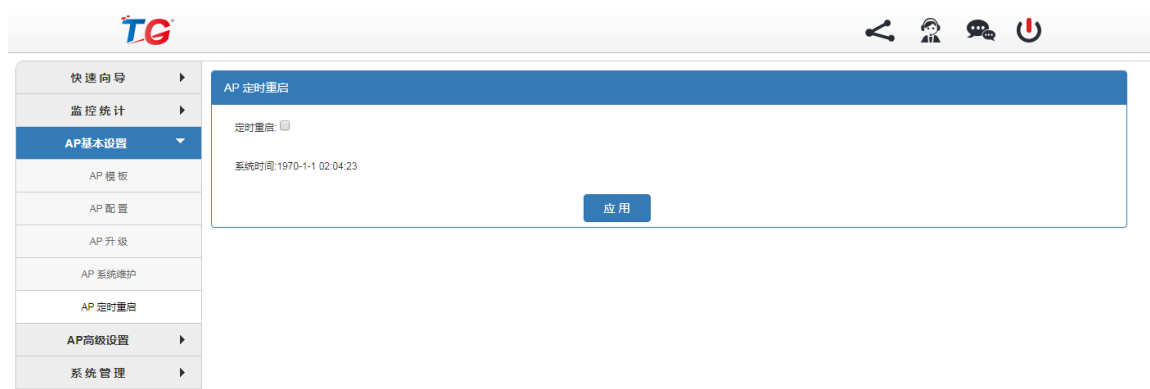 TG
快速向导
监控统计
AP基本设置
AP 模板
AP 配置
AP 升级
AP 系统维护
AP 定时重启
AP高级设置
系统管理
AP 定时重启
定时重启:
系统时间:1970-1-1 02:04:23
应用